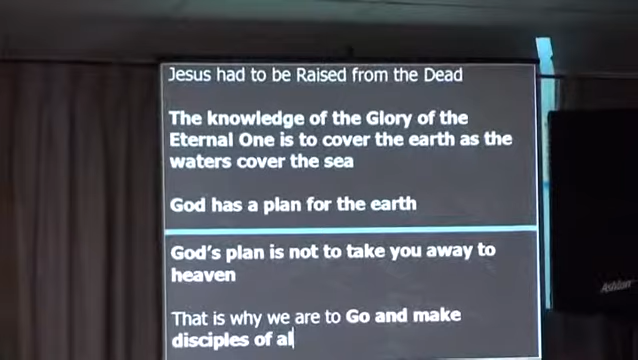 Jesus had to be Raised from the Dead
The knowledge of the Glory of the
Eternal One is to cover the earth as the
waters cover the sea
God has a plan for the earth
God's plan is not to take you away to
heaven
That is why we are to Go and make
disciples of al